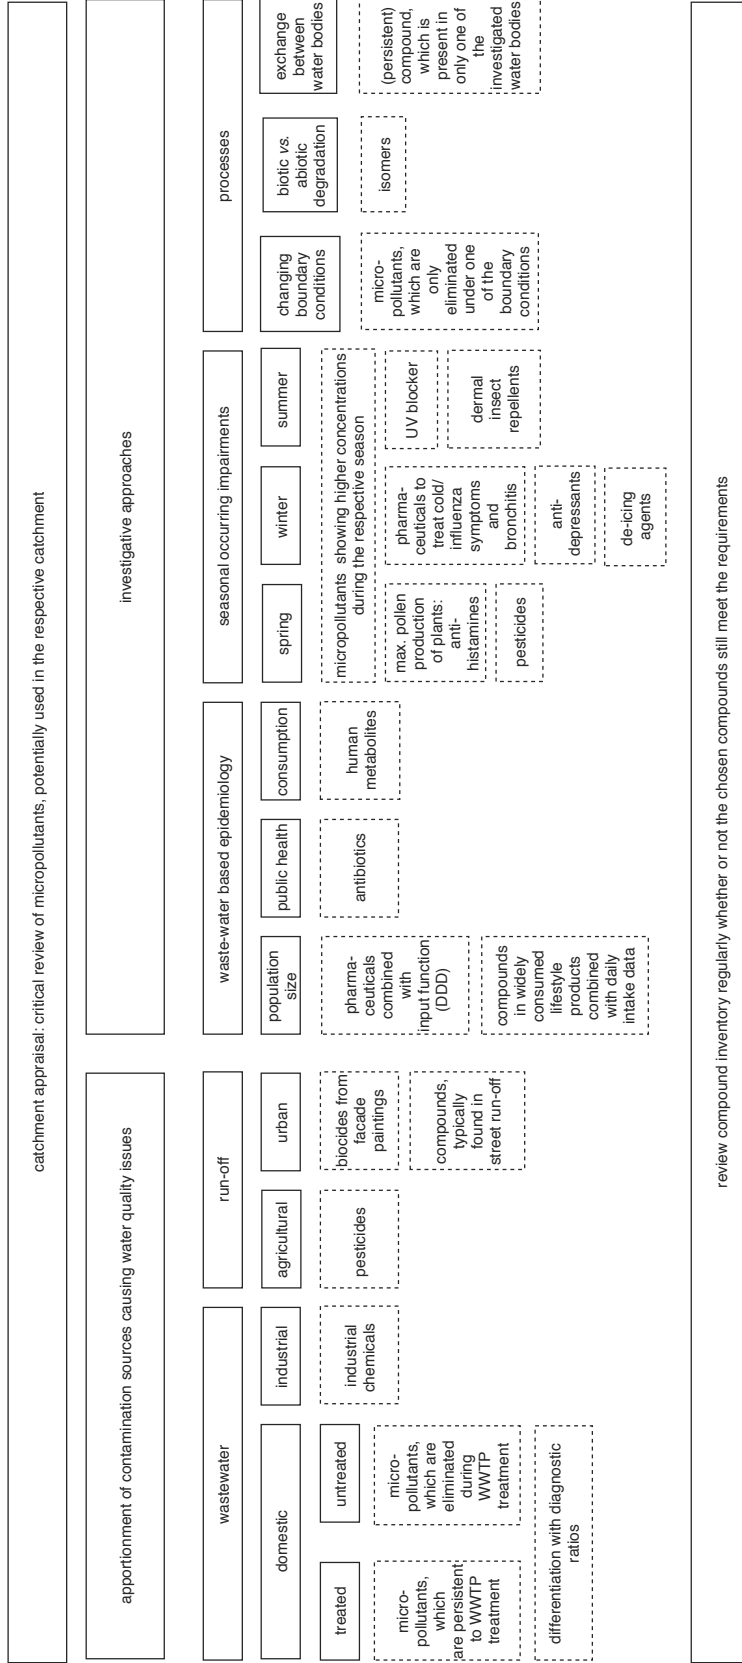 catchment appraisal: critical review of micropollutants, potentially used in the respective catchment
apportionment of contamination sources causing water quality issues
wastewater
domestic
treated
micro-
pollutants,
which
are persistent
to WWTP
treatment
untreated
micro-
pollutants,
which are
eliminated
during
WWTP
treatment
differentiation with diagnostic
ratios
industrial
industrial
chemicals
run-off
agricultural
pesticides
urban
biocides from
facade
paintings
compounds,
typically
found in
street run-off
investigative approaches
waste-water based epidemiology
population
size
pharma-
ceuticals
combined
with
input function
(DDD)
compounds
in widely
consumed
lifestyle
products
combined
with daily
intake data
public health
antibiotics
consumption
human
metabolites
seasonal occurring impairments
spring
winter
summer
micropollutants showing higher concentrations
during the respective season
max. pollen
production
of plants:
anti-
histamines
pesticides
pharma-
ceuticals to
treat cold/
influenza
symptoms
and
bronchitis
anti-
depressants
de-icing
agents
UV blocker
dermal
insect
repellents
processes
changing
boundary
conditions
micro-
pollutants,
which are
only
eliminated
under one
of the
boundary
conditions
biotic vs.
abiotic
degradation
isomers
exchange
between
water bodies
(persistent)
compound,
which is
present in
only one of
the
investigated
water bodies
review compound inventory regularly whether or not the chosen compounds still meet the requirements